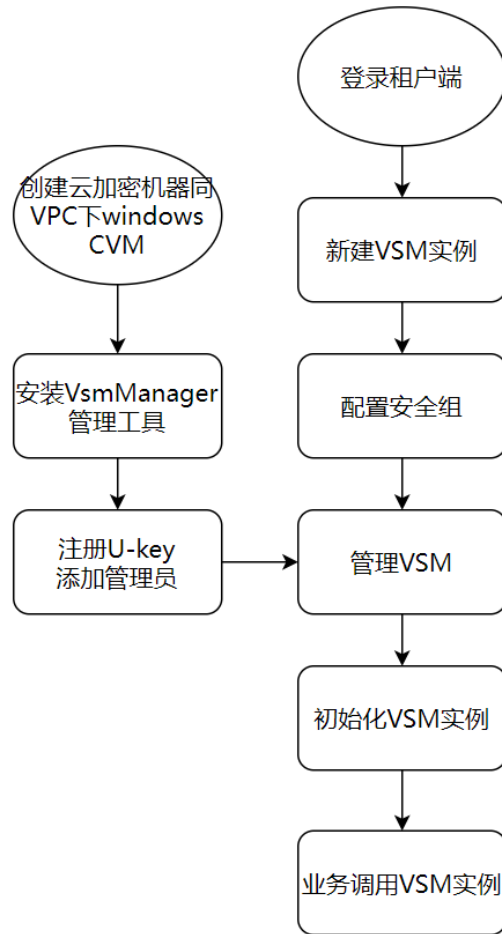 登录租户端
创建云加密机器同
VPC下windows
CVM
新建VSM实例
安装VsmManager
管理工具
配置安全组
注册U-key
添加管理员
管理VSM
初始化VSM实例
业务调用VSM实例